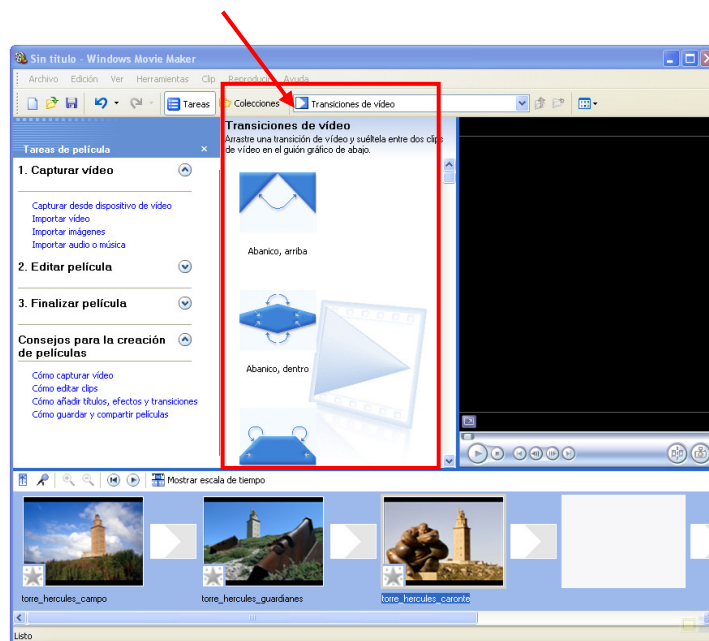 Sin título - Windows Movie Maker
Archivo Edición Ver Herramientas Clip Reproducir Ayuda
Tareas Colecciones Transiciones de vídeo
Tareas de película
1. Capturar vídeo
Capturar desde dispositivo de vídeo
Importar vídeo
Importar imágenes
Importar audio o música
2. Editar película
3. Finalizar película
Consejos para la creación
de películas
Cómo capturar vídeo
Cómo editar clips
Cómo añadir títulos, efectos y transiciones
Cómo guardar y compartir películas
Transiciones de vídeo
Arrastre una transición de vídeo y suéltela entre dos clips
de vídeo en el guión gráfico de abajo.
Abanico, arriba
Abanico, dentro
Mostrar escala de tiempo
torre_hercules_campo
torre_hercules_guardianes
torre_hercules_caronte
Listo